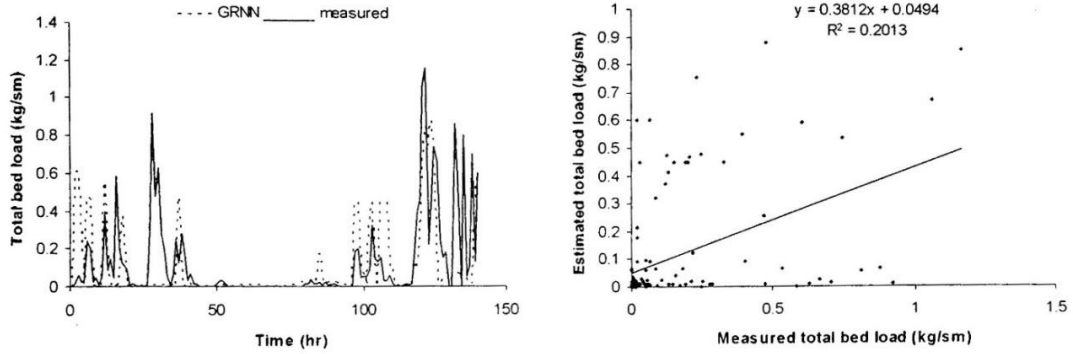 GRNN measured
1.4
1.2
1
0.8
0.6
0.4
0.2
0
0 50 100 150
Total bed load (kg/sm)
Time (hr)
y = 0.3812x + 0.0494
R² = 0.2013
1
0.9
0.8
0.7
0.6
0.5
0.4
0.3
0.2
0.1
0
0 0.5 1 1.5
Estimated total bed load (kg/sm)
Measured total bed load (kg/sm)